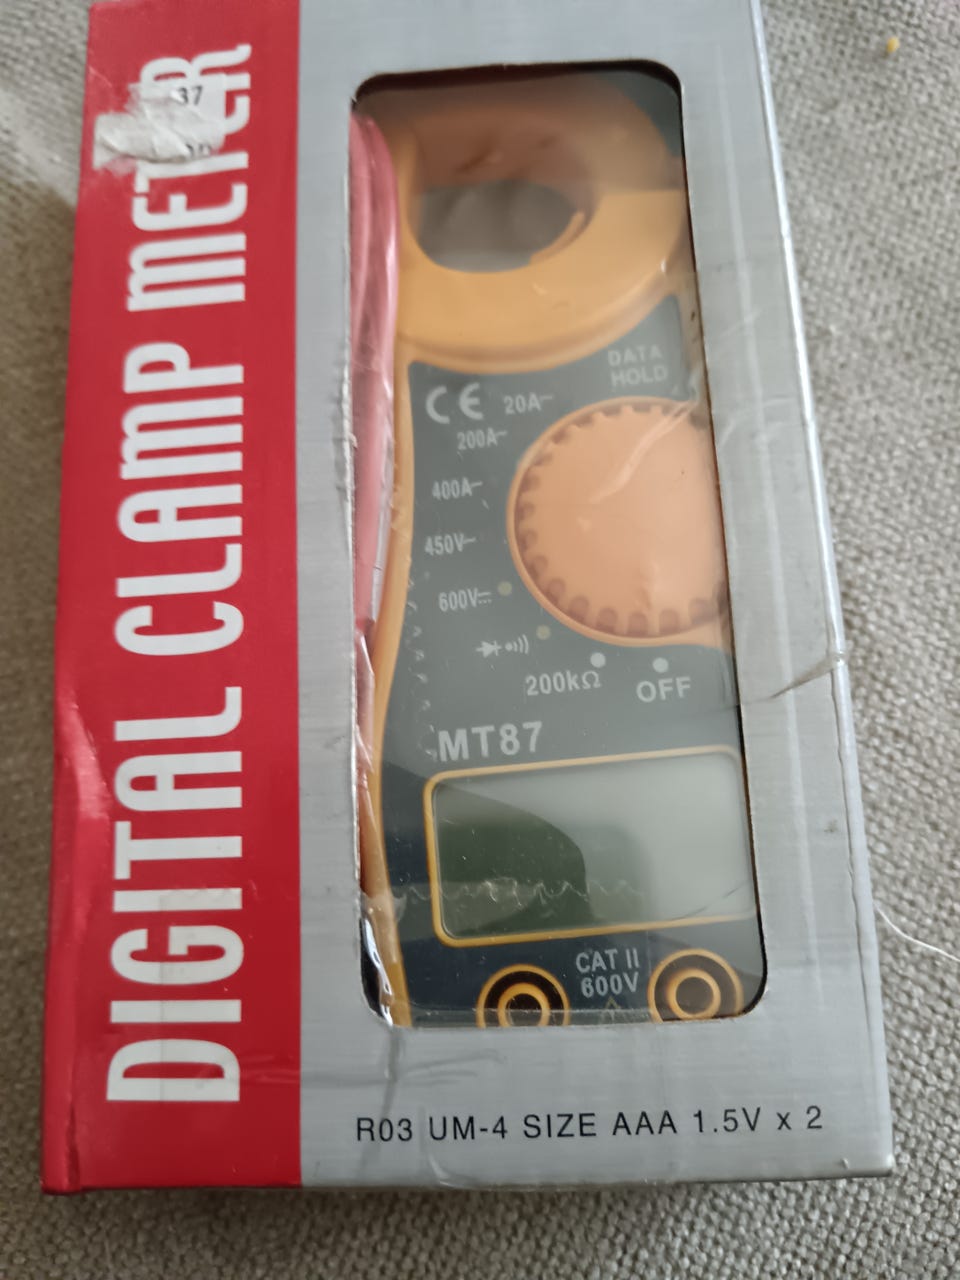 DIGITAL CLAMP METER
37
DATA
HOLD
CE 20A~
200A~
400A~
450V~
600V⎓
200kΩ
OFF
MT87
CAT II
600V
R03 UM-4 SIZE AAA 1.5V x 2